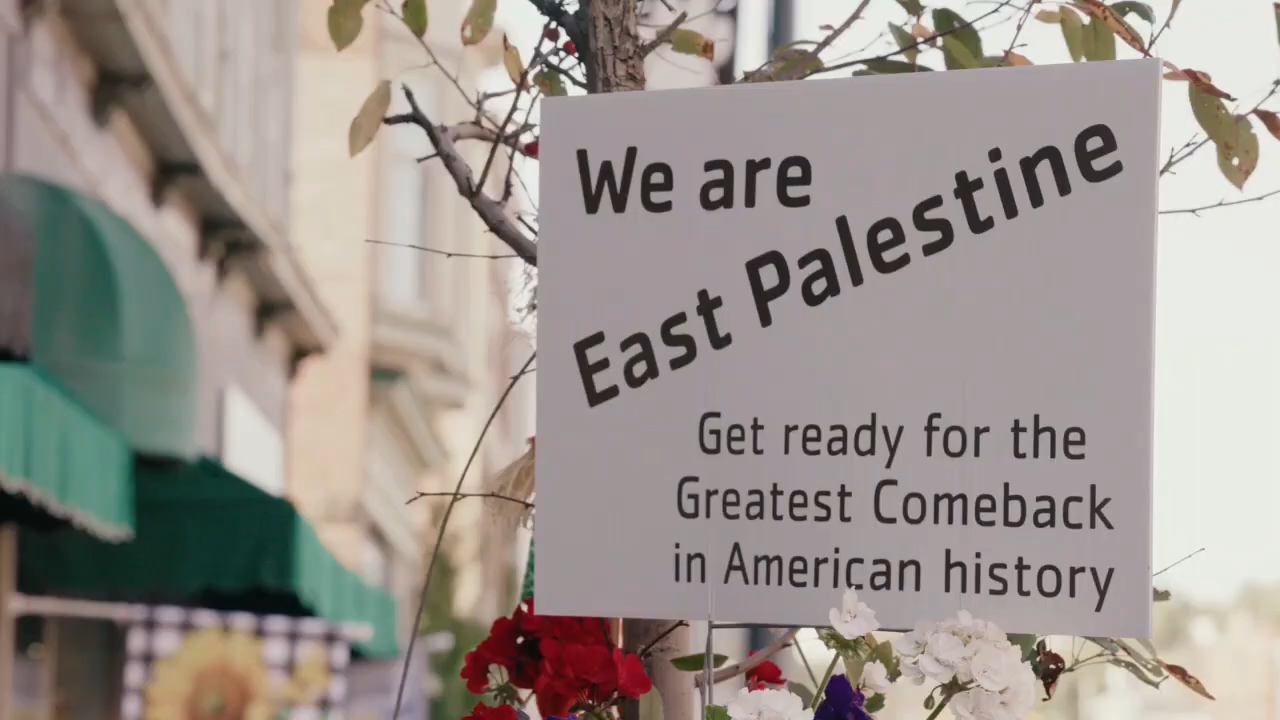 We are
East Palestine
Get ready for the
Greatest Comeback
in American history